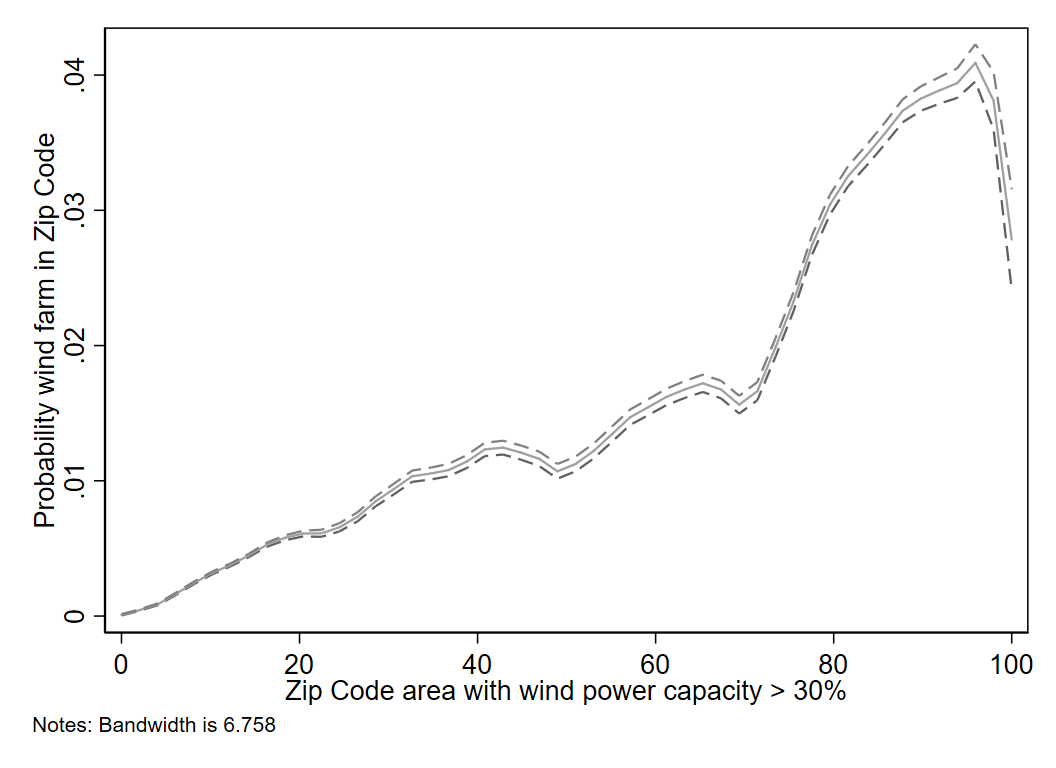 Probability wind farm in Zip Code
.04
.03
.02
.01
0
0 20 40 60 80 100
Zip Code area with wind power capacity > 30%
Notes: Bandwidth is 6.758